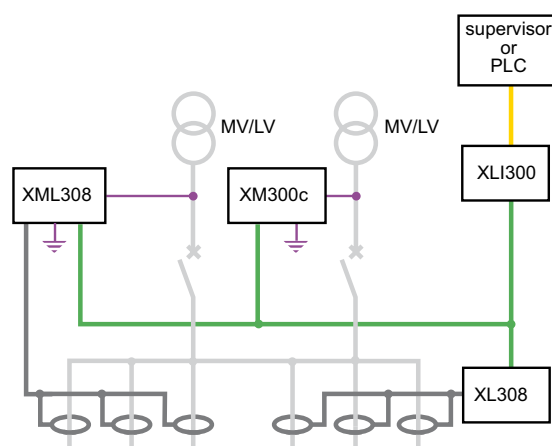 supervisor
or
PLC
MV/LV
MV/LV
XML308
XM300c
XLI300
XL308